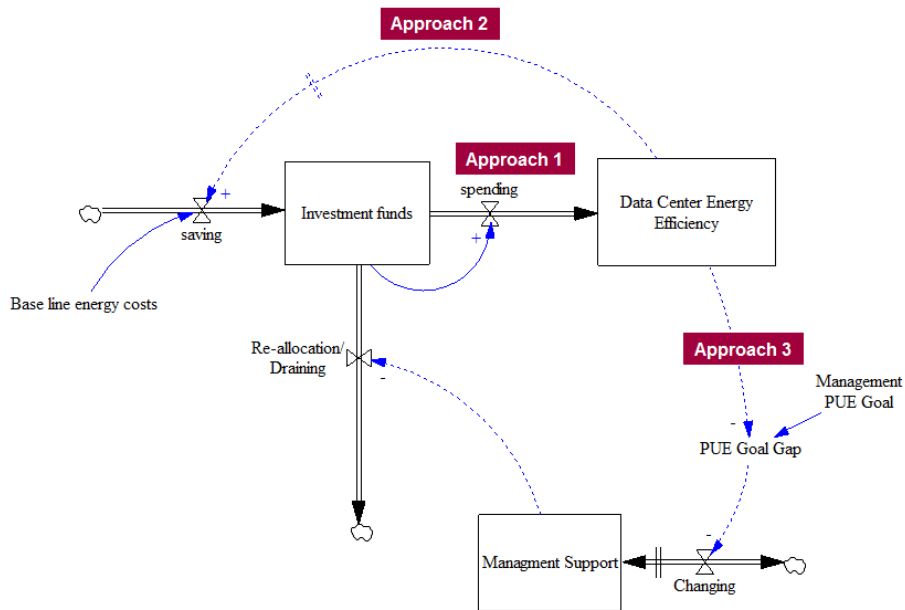 Approach 2
Approach 1
spending
+
Investment funds
Data Center Energy
Efficiency
saving
+
Base line energy costs
Re-allocation/
Draining
-
Approach 3
Management
PUE Goal
-
PUE Goal Gap
-
Managment Support
Changing